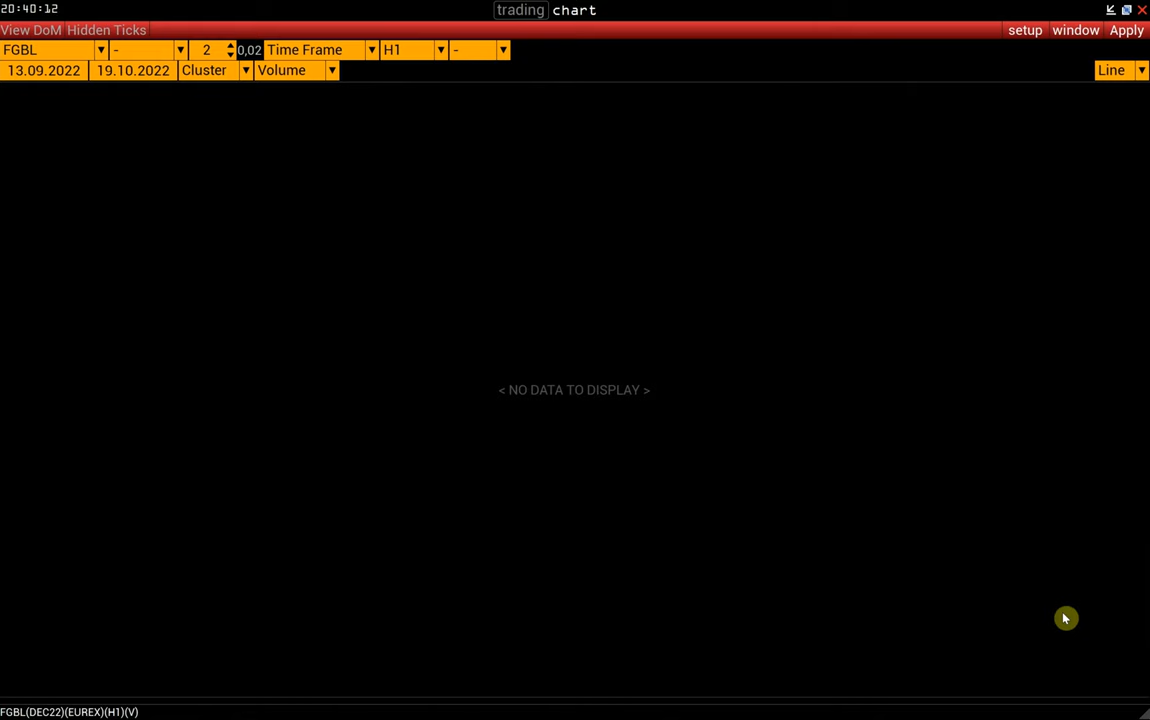 20:40:12 trading chart
View DoM Hidden Ticks setup window Apply
FGBL - 2 0,02 Time Frame H1 -
13.09.2022 19.10.2022 Cluster Volume Line
< NO DATA TO DISPLAY >
FGBL(DEC22)(EUREX)(H1)(V)